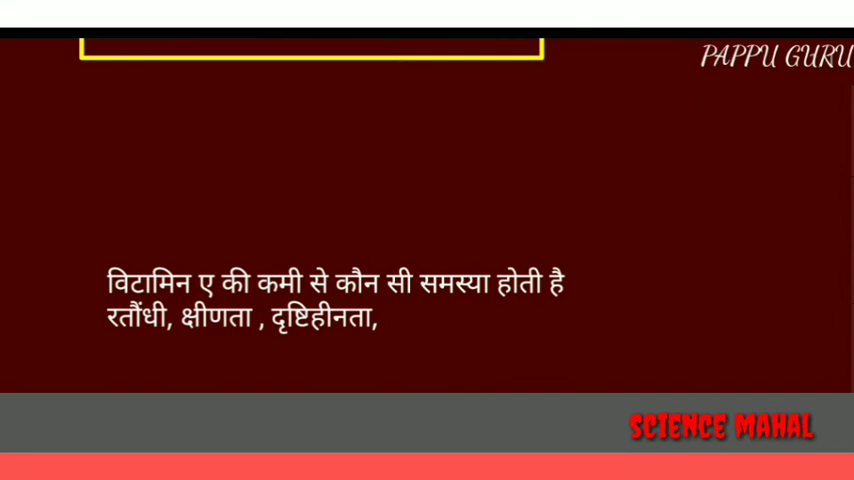 PAPPU GURU
विटामिन ए की कमी से कौन सी समस्या होती है
रतौंधी, क्षीणता , दृष्टिहीनता,
SCIENCE MAHAL